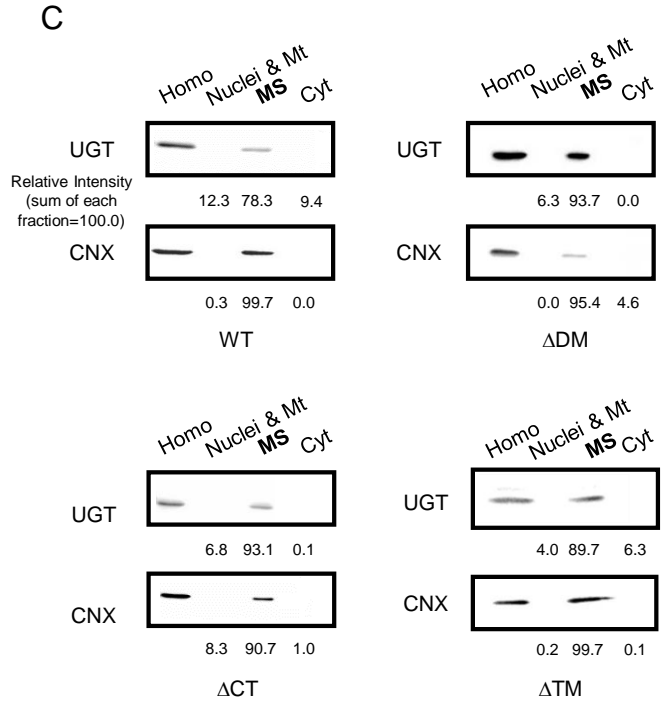 C
Homo Nuclei & Mt MS Cyt
UGT
Relative Intensity
(sum of each
fraction=100.0)
12.3 78.3 9.4
CNX
0.3 99.7 0.0
WT
Homo Nuclei & Mt MS Cyt
UGT
6.3 93.7 0.0
CNX
0.0 95.4 4.6
ΔDM
Homo Nuclei & Mt MS Cyt
UGT
6.8 93.1 0.1
CNX
8.3 90.7 1.0
ΔCT
Homo Nuclei & Mt MS Cyt
UGT
4.0 89.7 6.3
CNX
0.2 99.7 0.1
ΔTM